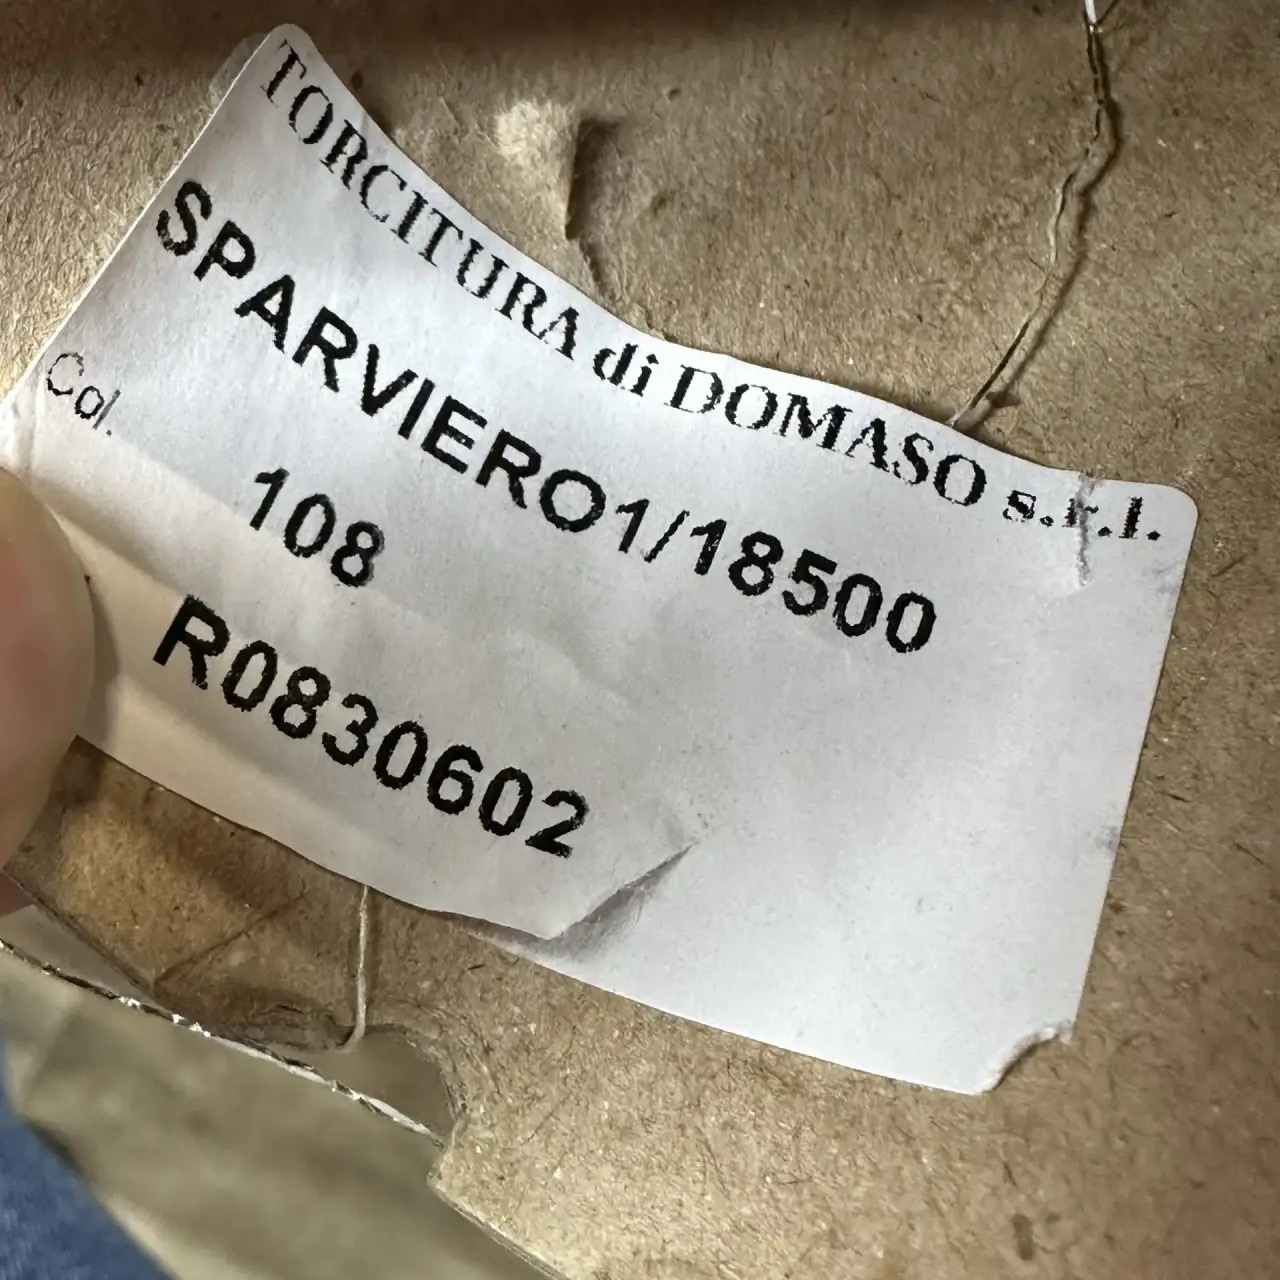 TORCITURA di DOMASO s.r.l.
SPARVIERO1/18500
Col.
108
R0830602